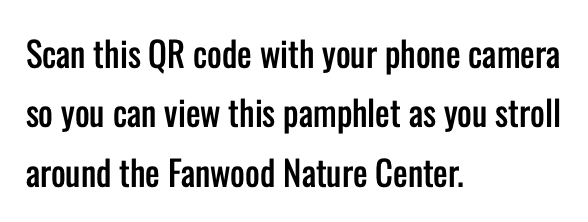 Scan this QR code with your phone camera
so you can view this pamphlet as you stroll
around the Fanwood Nature Center.